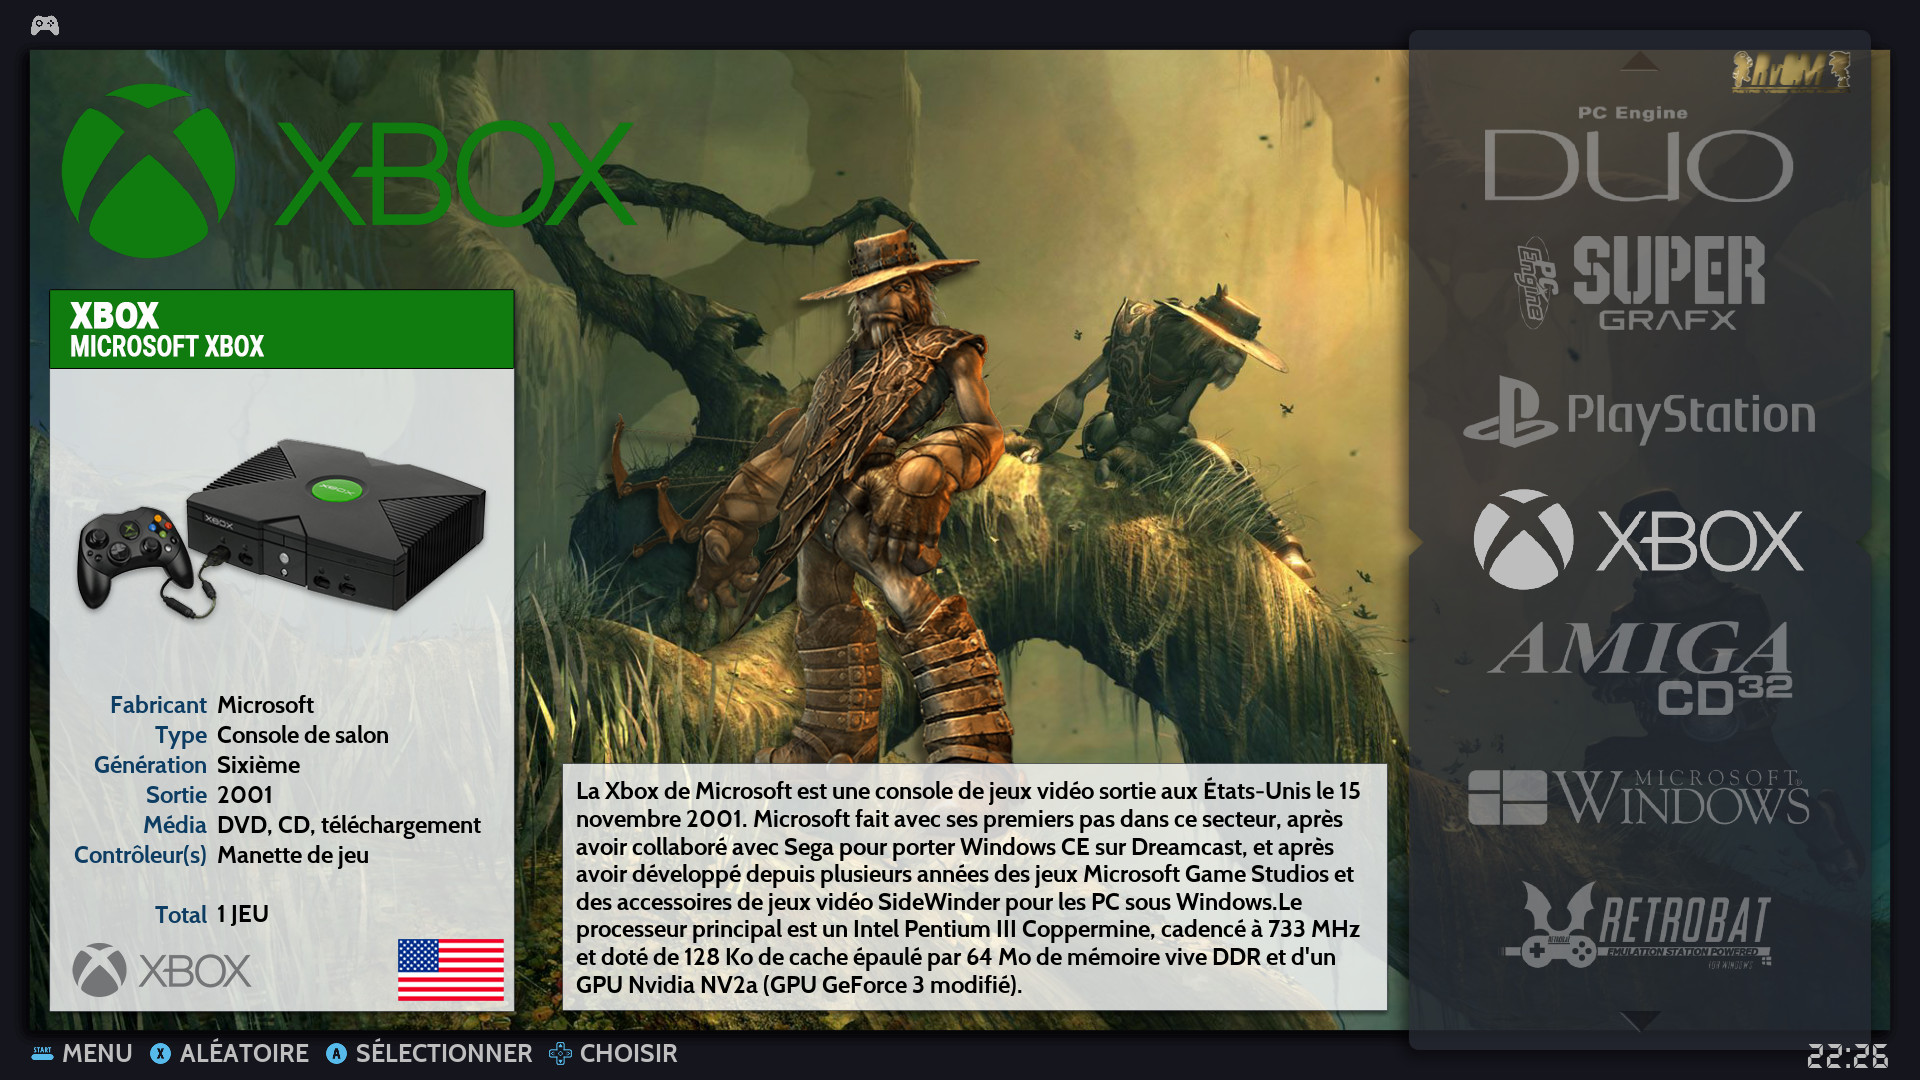 XBOX
XBOX
MICROSOFT XBOX
XBOX
XBOX
Fabricant Microsoft
Type Console de salon
Génération Sixième
Sortie 2001
Média DVD, CD, téléchargement
Contrôleur(s) Manette de jeu
Total 1 JEU
XBOX
La Xbox de Microsoft est une console de jeux vidéo sortie aux États-Unis le 15
novembre 2001. Microsoft fait avec ses premiers pas dans ce secteur, après
avoir collaboré avec Sega pour porter Windows CE sur Dreamcast, et après
avoir développé depuis plusieurs années des jeux Microsoft Game Studios et
des accessoires de jeux vidéo SideWinder pour les PC sous Windows.Le
processeur principal est un Intel Pentium III Coppermine, cadencé à 733 MHz
et doté de 128 Ko de cache épaulé par 64 Mo de mémoire vive DDR et d'un
GPU Nvidia NV2a (GPU GeForce 3 modifié).
PC Engine
DUO
PC Engine
SUPER
GRAFX
PlayStation
XBOX
AMIGA
CD32
MICROSOFT
WINDOWS
RETROBAT
EMULATION STATION POWERED
FOR WINDOWS
START MENU X ALÉATOIRE A SÉLECTIONNER CHOISIR
22:26